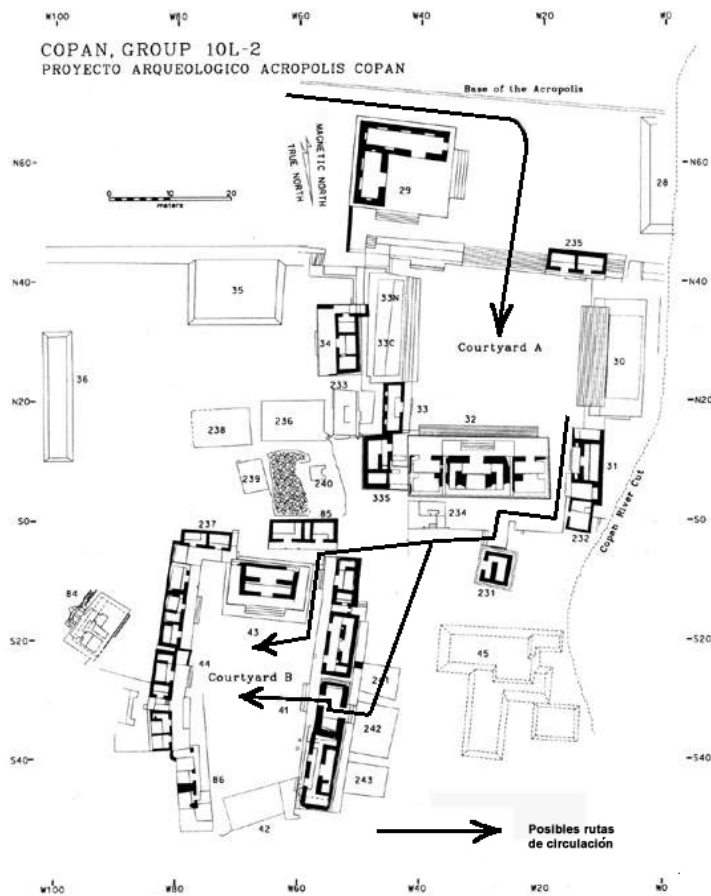 W100 W80 W60 W40 W20 W0
COPAN, GROUP 10L-2
PROYECTO ARQUEOLOGICO ACROPOLIS COPAN
Base of the Acropolis
MAGNETIC NORTH
TRUE NORTH
N60 N60
0 10 20
meters
29
28
235
N40 N40
35
33N
34
33C
Courtyard A
30
36
233
N20 N20
238
236
33
32
31
239
240
335
85
234
232
Copan River Cut
S0 S0
237
231
84
43
S20 S20
45
44
Courtyard B
241
41
242
S40 S40
86
243
42
Posibles rutas
de circulación
W100 W80 W60 W40 W20 W0